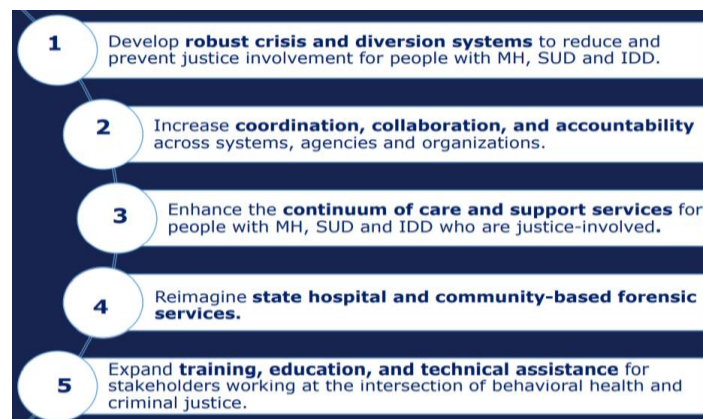 1
Develop robust crisis and diversion systems to reduce and
prevent justice involvement for people with MH, SUD and IDD.
2
Increase coordination, collaboration, and accountability
across systems, agencies and organizations.
3
Enhance the continuum of care and support services for
people with MH, SUD and IDD who are justice-involved.
4
Reimagine state hospital and community-based forensic
services.
5
Expand training, education, and technical assistance for
stakeholders working at the intersection of behavioral health and
criminal justice.